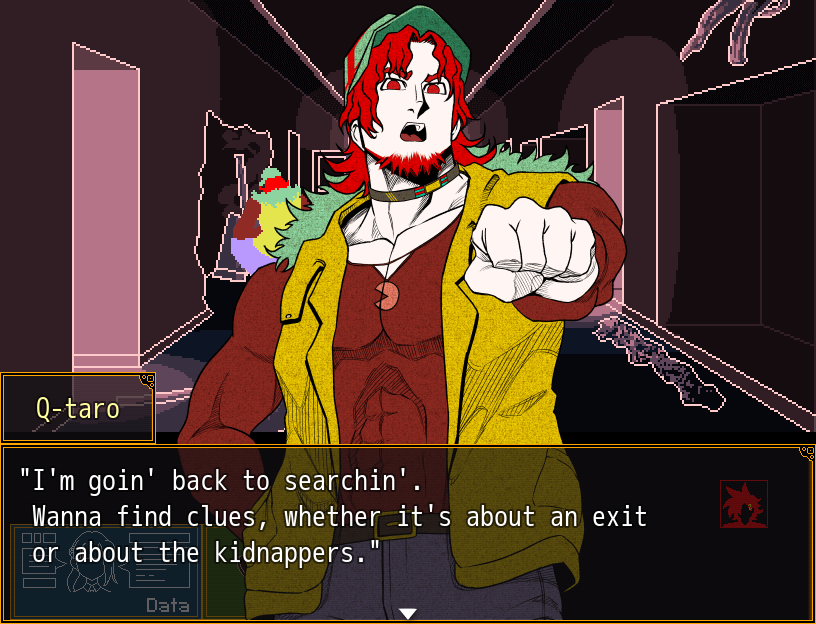 Q-taro
"I'm goin' back to searchin'.
Wanna find clues, whether it's about an exit
or about the kidnappers."
Data